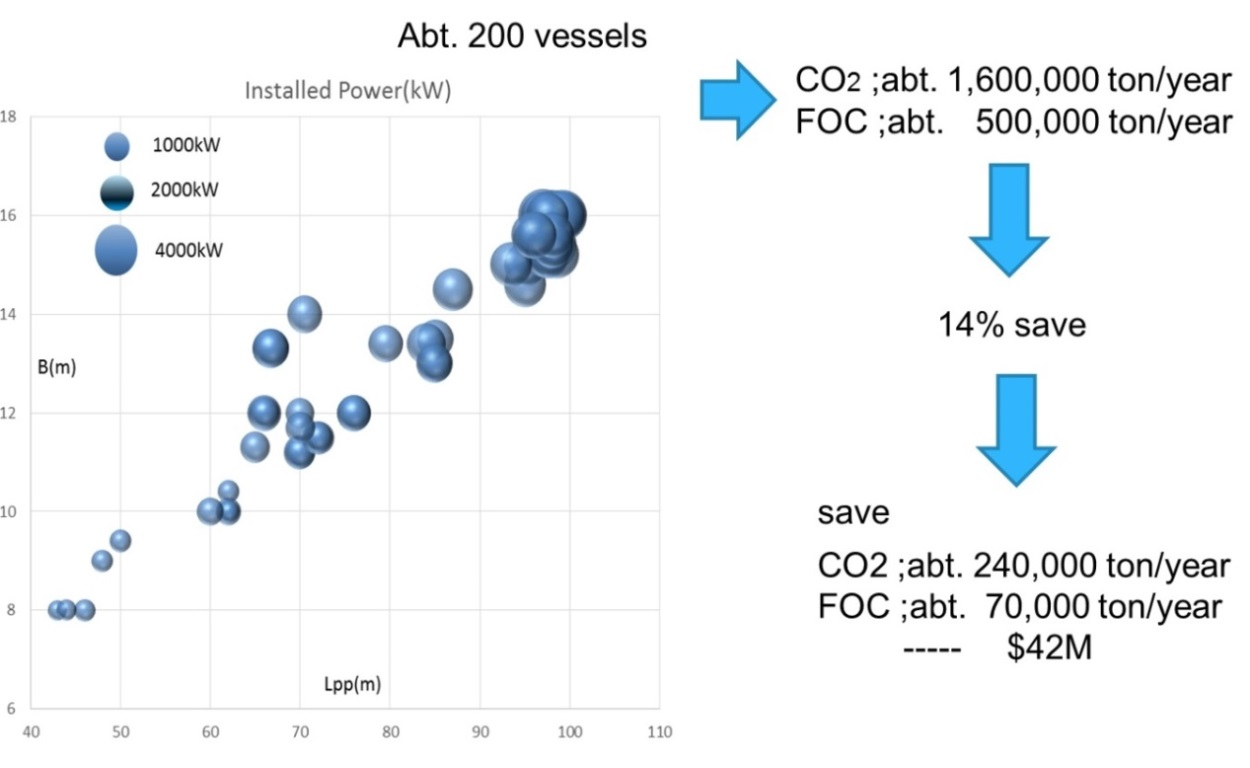 Abt. 200 vessels
Installed Power(kW)
18
16
14
12
10
8
6
B(m)
1000kW
2000kW
4000kW
Lpp(m)
40 50 60 70 80 90 100 110
CO2 ;abt. 1,600,000 ton/year
FOC ;abt. 500,000 ton/year
14% save
save
CO2 ;abt. 240,000 ton/year
FOC ;abt. 70,000 ton/year
----- $42M